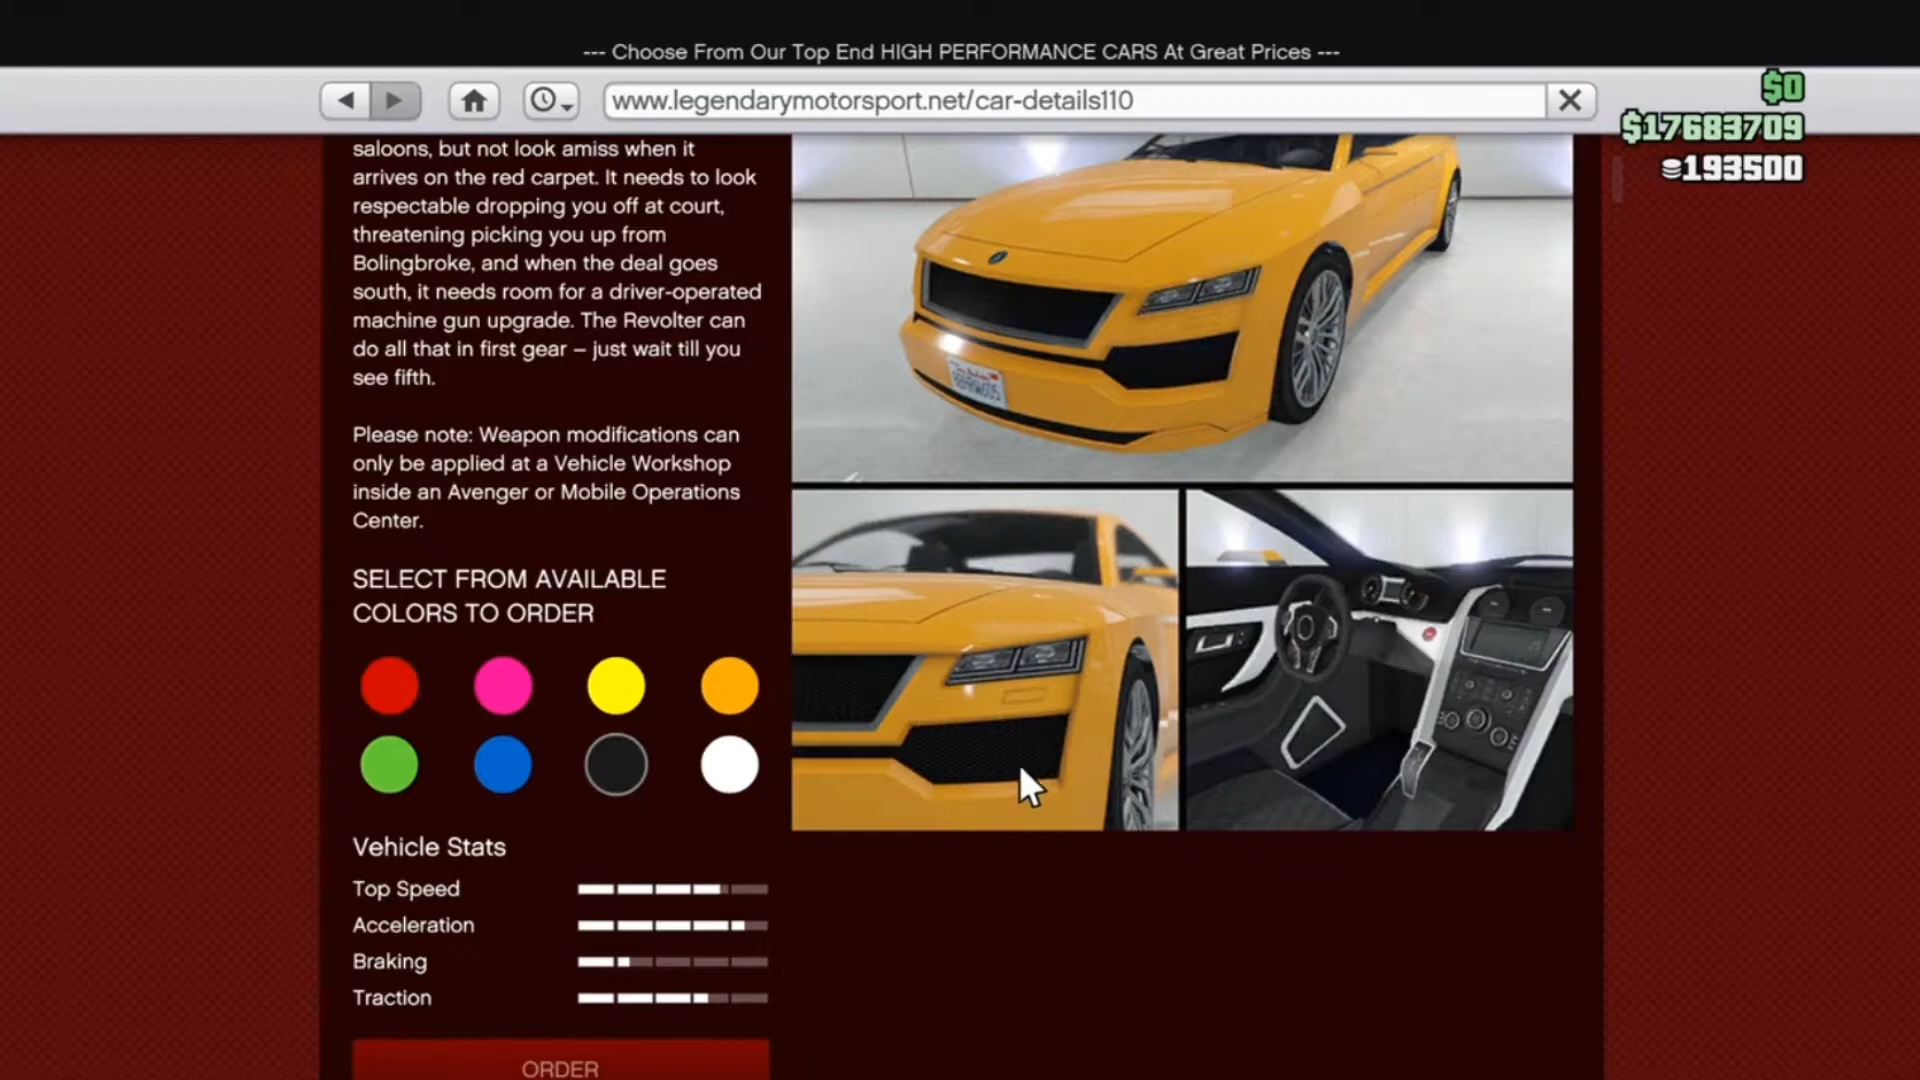 --- Choose From Our Top End HIGH PERFORMANCE CARS At Great Prices ---
www.legendarymotorsport.net/car-details110
$0
$17683709
193500
saloons, but not look amiss when it
arrives on the red carpet. It needs to look
respectable dropping you off at court,
threatening picking you up from
Bolingbroke, and when the deal goes
south, it needs room for a driver-operated
machine gun upgrade. The Revolter can
do all that in first gear – just wait till you
see fifth.
Please note: Weapon modifications can
only be applied at a Vehicle Workshop
inside an Avenger or Mobile Operations
Center.
SELECT FROM AVAILABLE
COLORS TO ORDER
Vehicle Stats
Top Speed
Acceleration
Braking
Traction
ORDER